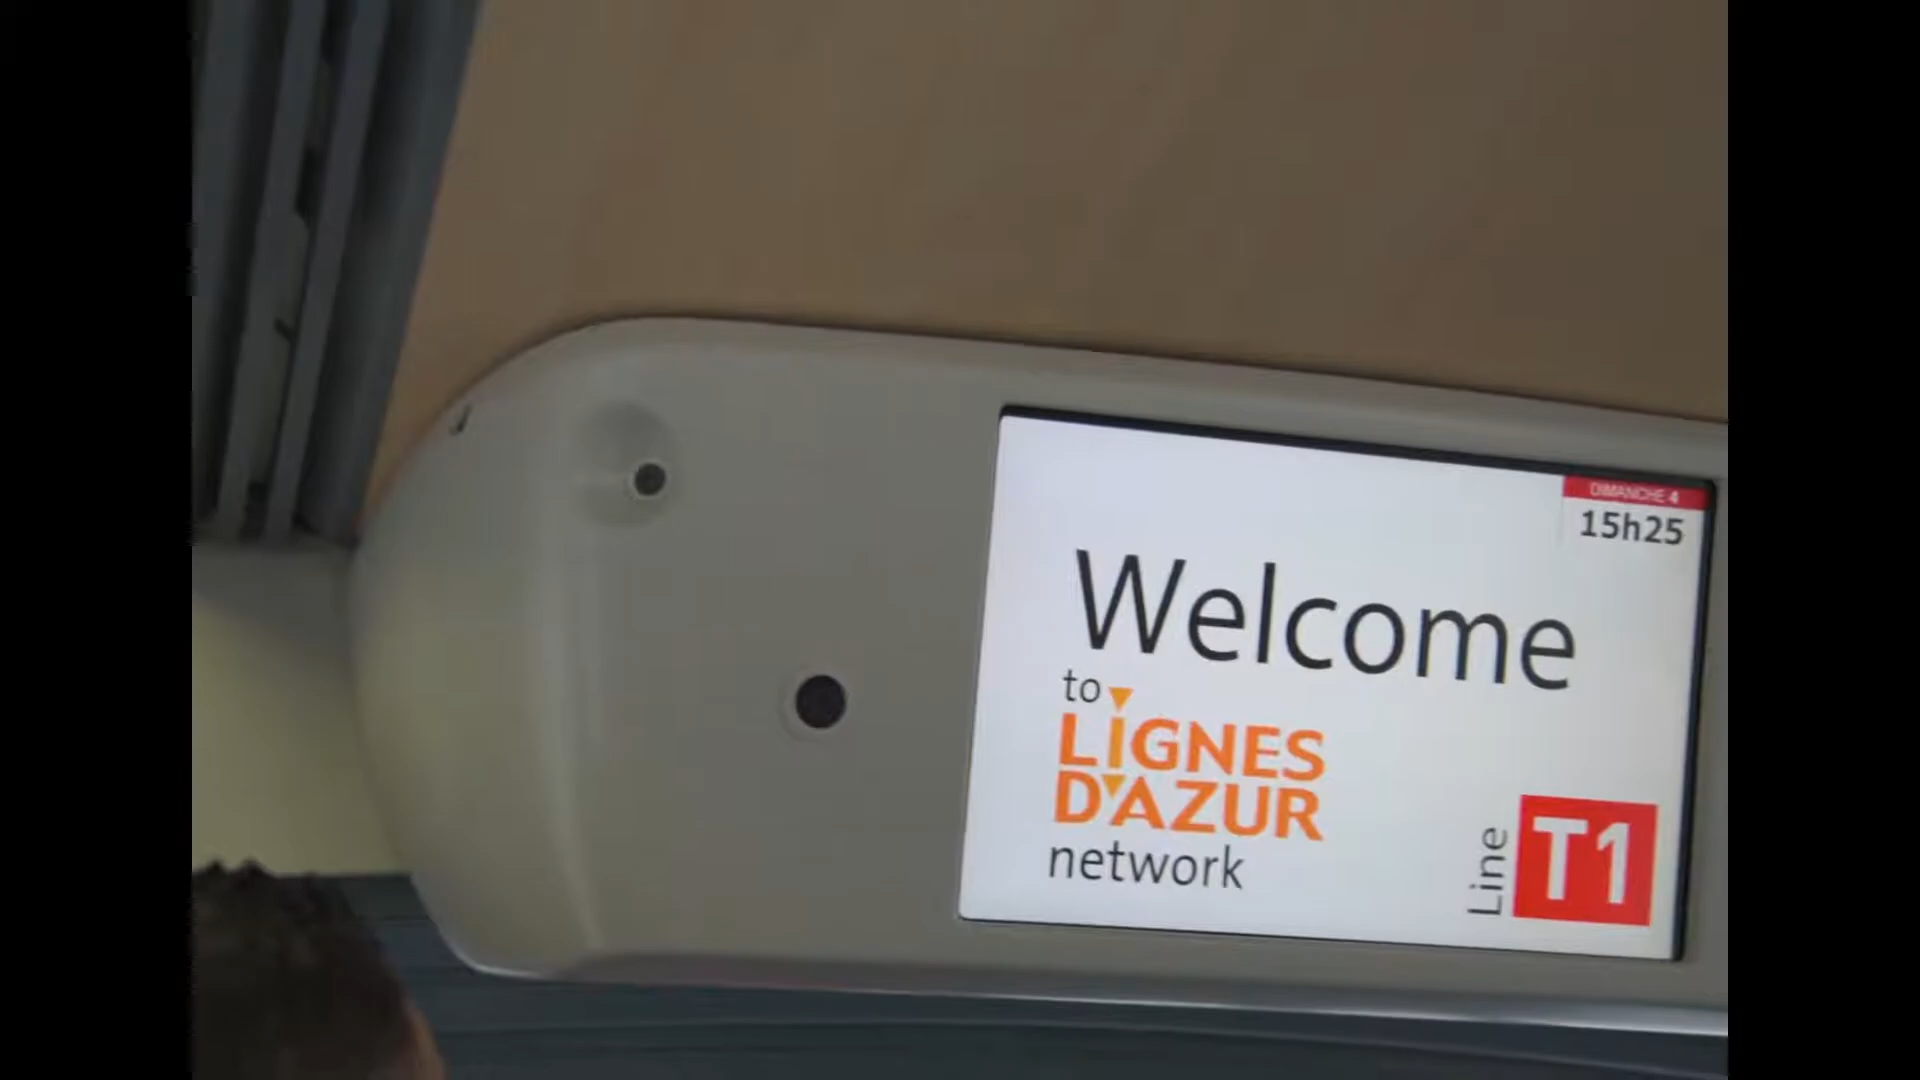 DIMANCHE 4
15h25
Welcome
to
LIGNES
D'AZUR
network
Line T1